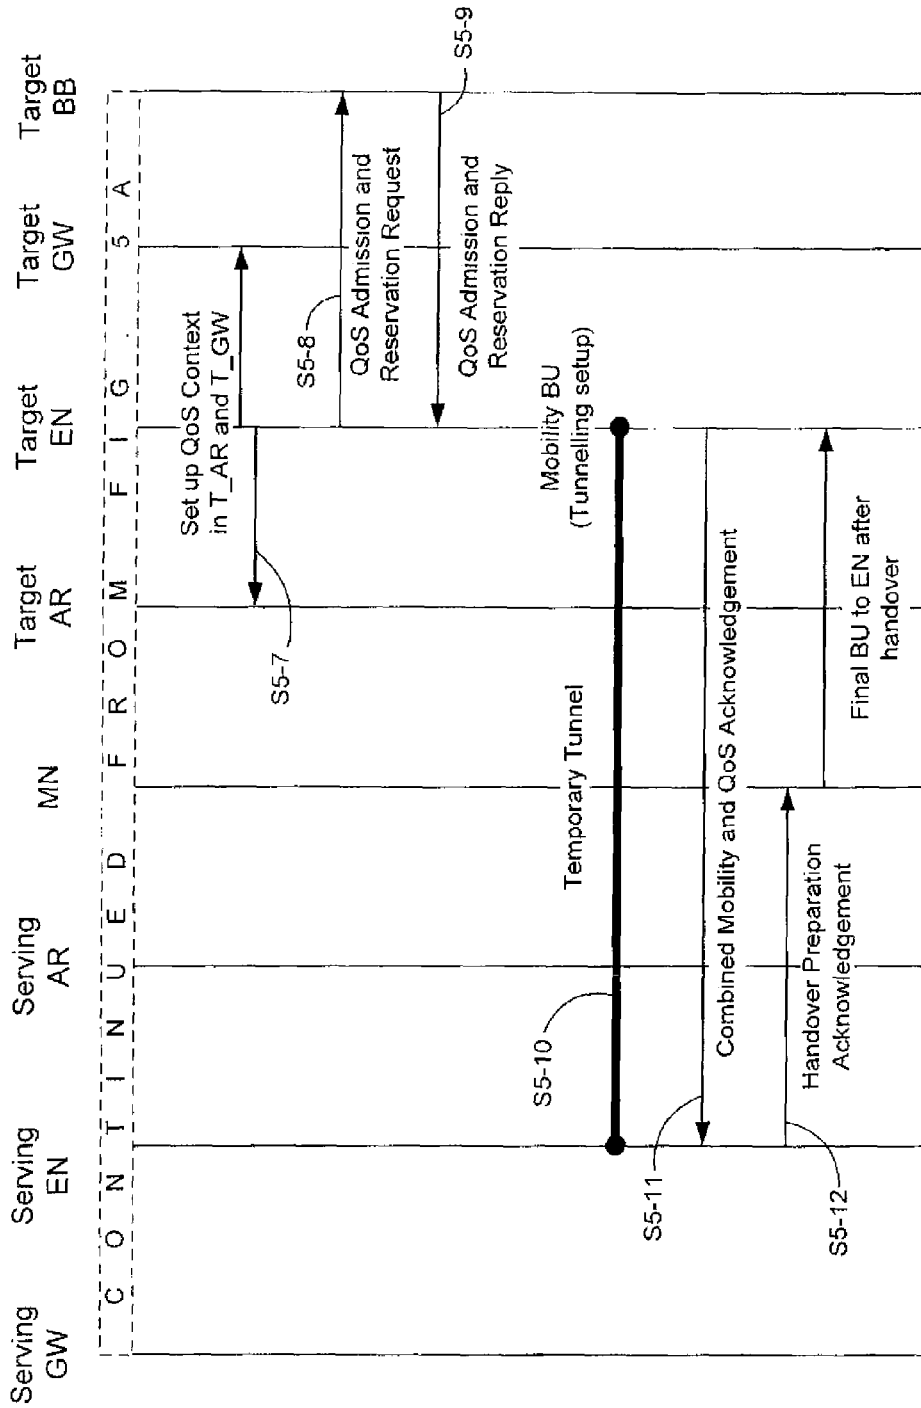 Serving
GW
Serving
EN
Serving
AR
MN
Target
AR
Target
EN
Target
GW
Target
BB
CONTINUED FROM FIG. 5A
Set up QoS Context
in T_AR and T_GW
S5-7
S5-8
QoS Admission and
Reservation Request
S5-9
QoS Admission and
Reservation Reply
Mobility BU
(Tunnelling setup)
Temporary Tunnel
S5-10
Combined Mobility and QoS Acknowledgement
S5-11
Handover Preparation
Acknowledgement
S5-12
Final BU to EN after
handover